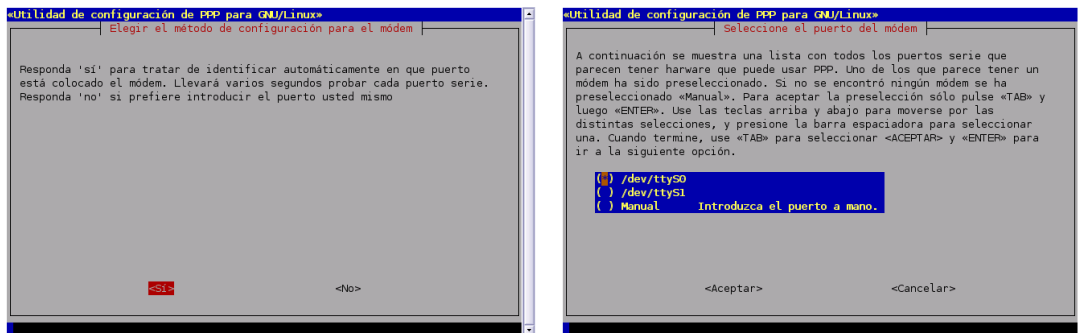 «Utilidad de configuración de PPP para GNU/Linux»
Elegir el método de configuración para el módem
Responda 'sí' para tratar de identificar automáticamente en que puerto
está colocado el módem. Llevará varios segundos probar cada puerto serie.
Responda 'no' si prefiere introducir el puerto usted mismo
<Sí>
<No>
«Utilidad de configuración de PPP para GNU/Linux»
Seleccione el puerto del módem
A continuación se muestra una lista con todos los puertos serie que
parecen tener harware que puede usar PPP. Uno de los que parece tener un
módem ha sido preseleccionado. Si no se encontró ningún módem se ha
preseleccionado «Manual». Para aceptar la preselección sólo pulse «TAB» y
luego «ENTER». Use las teclas arriba y abajo para moverse por las
distintas selecciones, y presione la barra espaciadora para seleccionar
una. Cuando termine, use «TAB» para seleccionar <ACEPTAR> y «ENTER» para
ir a la siguiente opción.
(*) /dev/ttyS0
( ) /dev/ttyS1
( ) Manual Introduzca el puerto a mano.
<Aceptar>
<Cancelar>